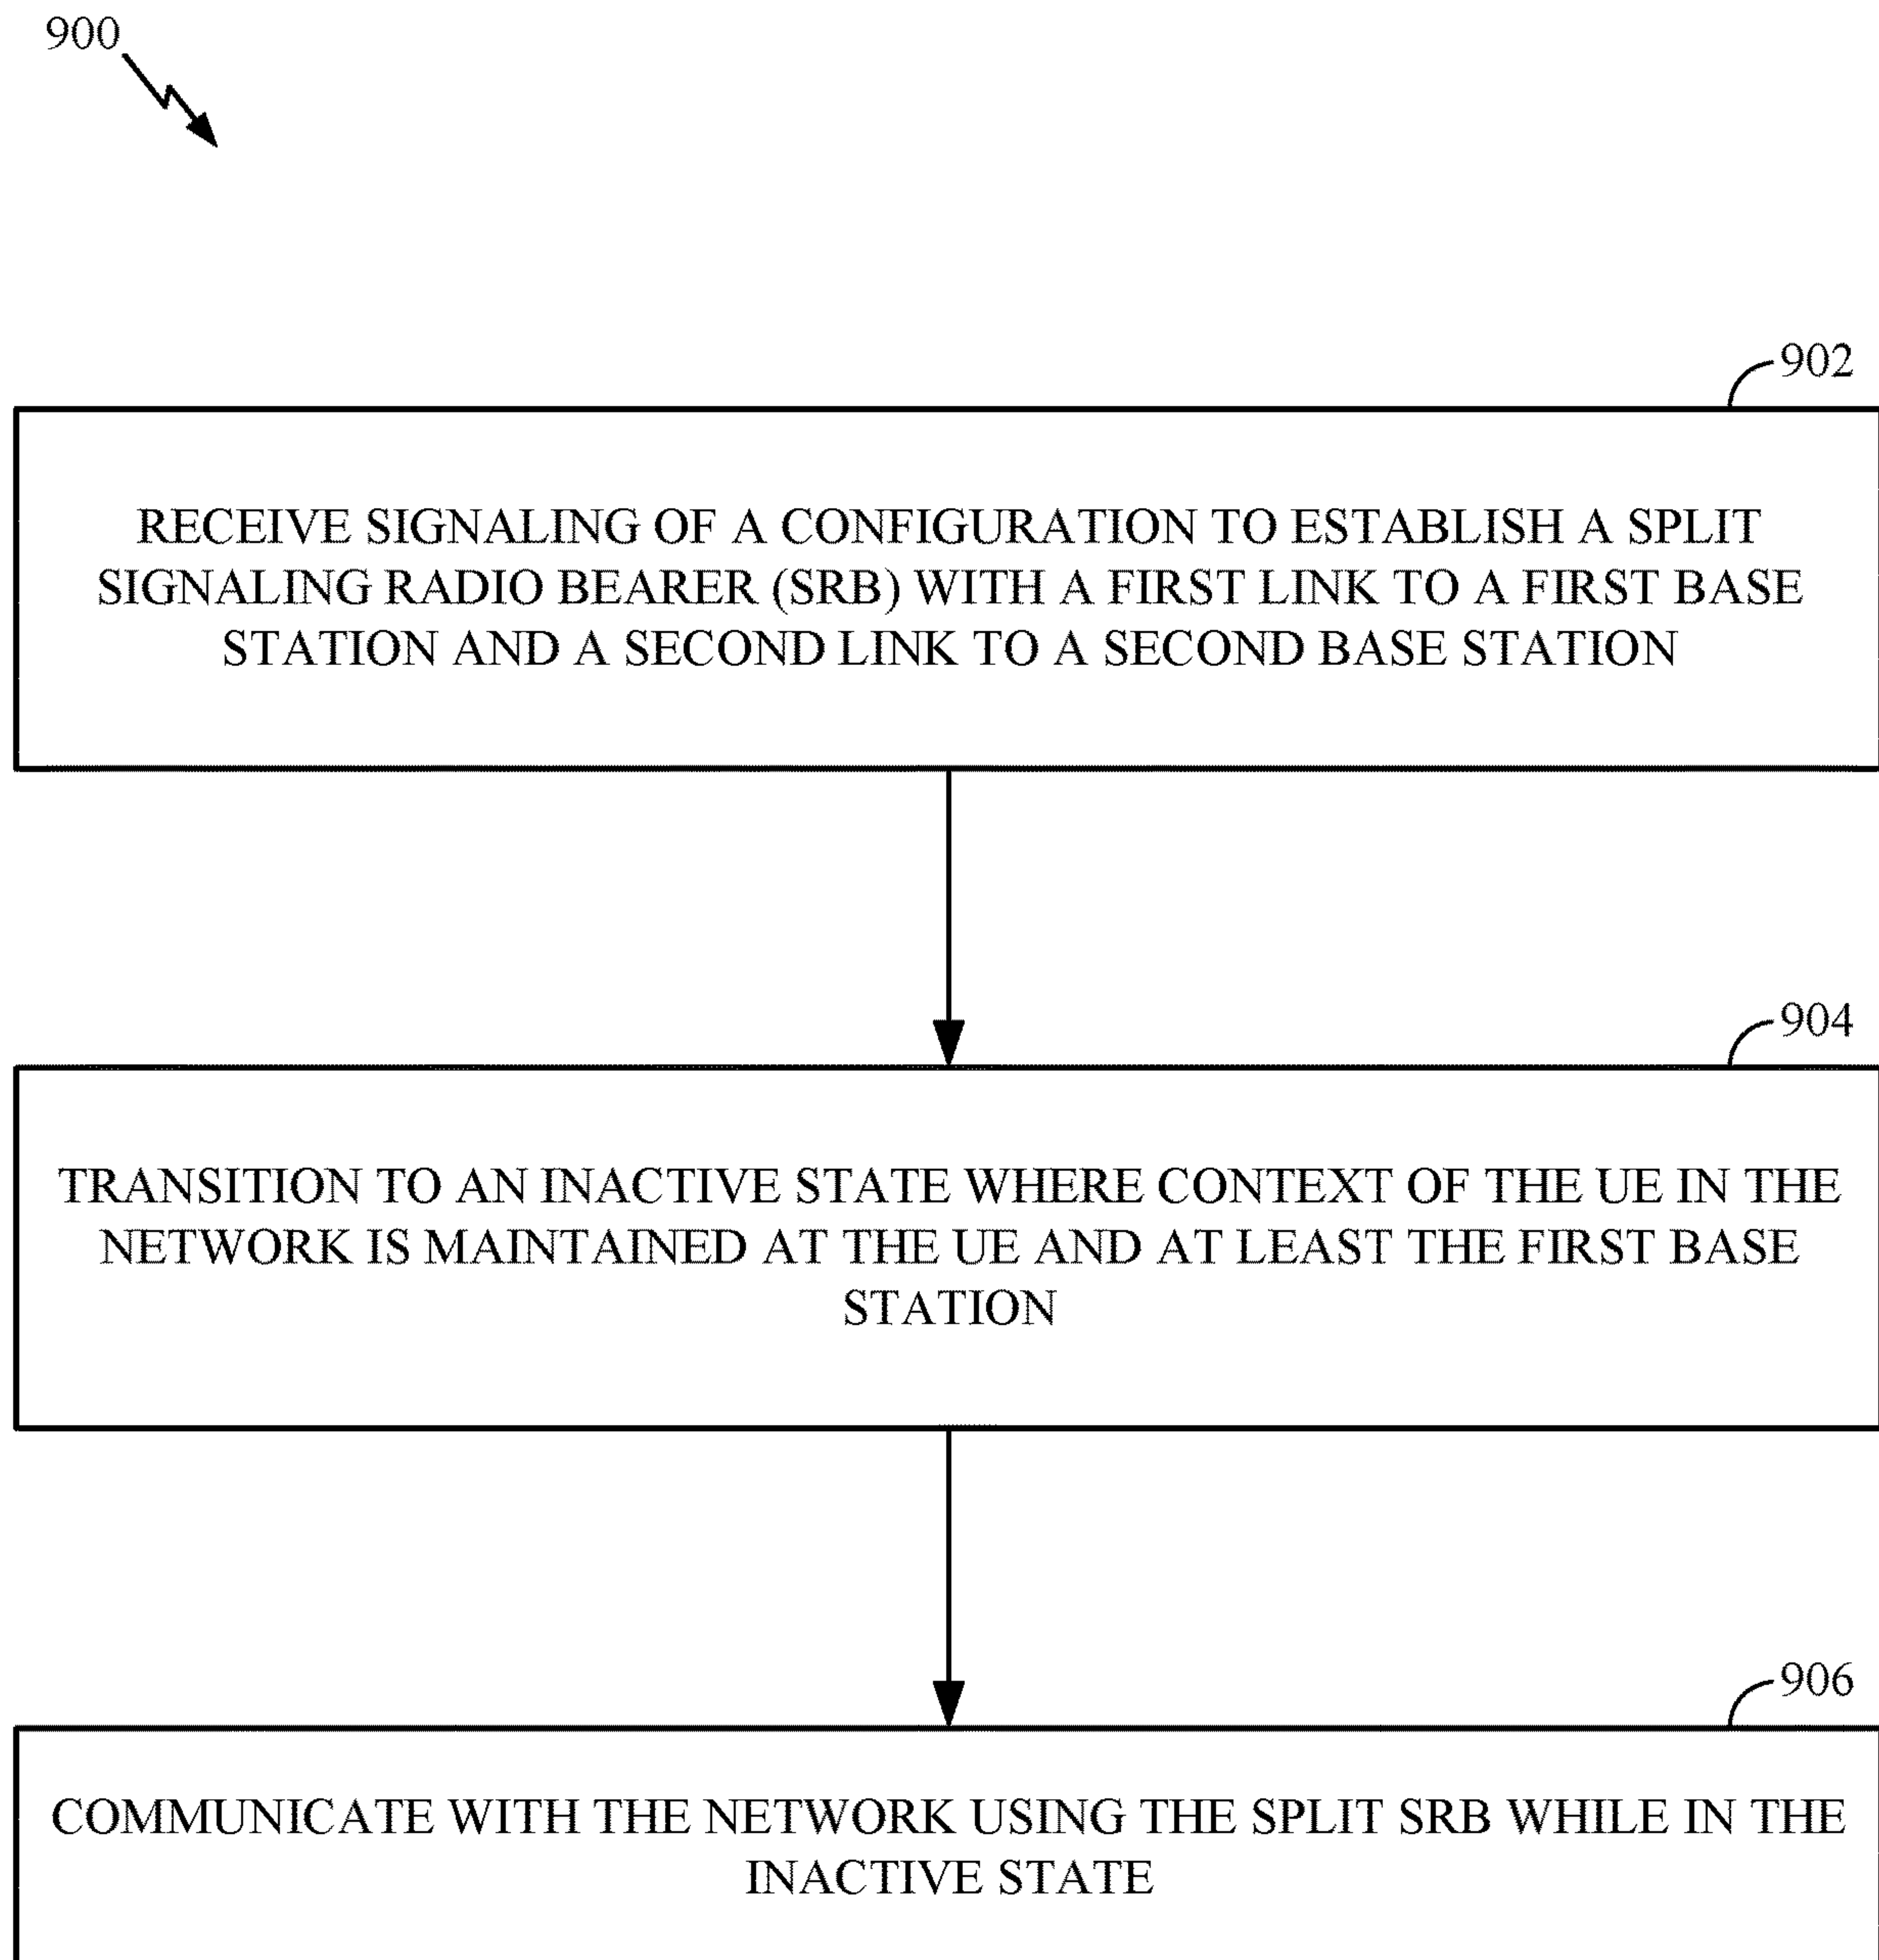 900
902
RECEIVE SIGNALING OF A CONFIGURATION TO ESTABLISH A SPLIT
SIGNALING RADIO BEARER (SRB) WITH A FIRST LINK TO A FIRST BASE
STATION AND A SECOND LINK TO A SECOND BASE STATION
904
TRANSITION TO AN INACTIVE STATE WHERE CONTEXT OF THE UE IN THE
NETWORK IS MAINTAINED AT THE UE AND AT LEAST THE FIRST BASE
STATION
906
COMMUNICATE WITH THE NETWORK USING THE SPLIT SRB WHILE IN THE
INACTIVE STATE